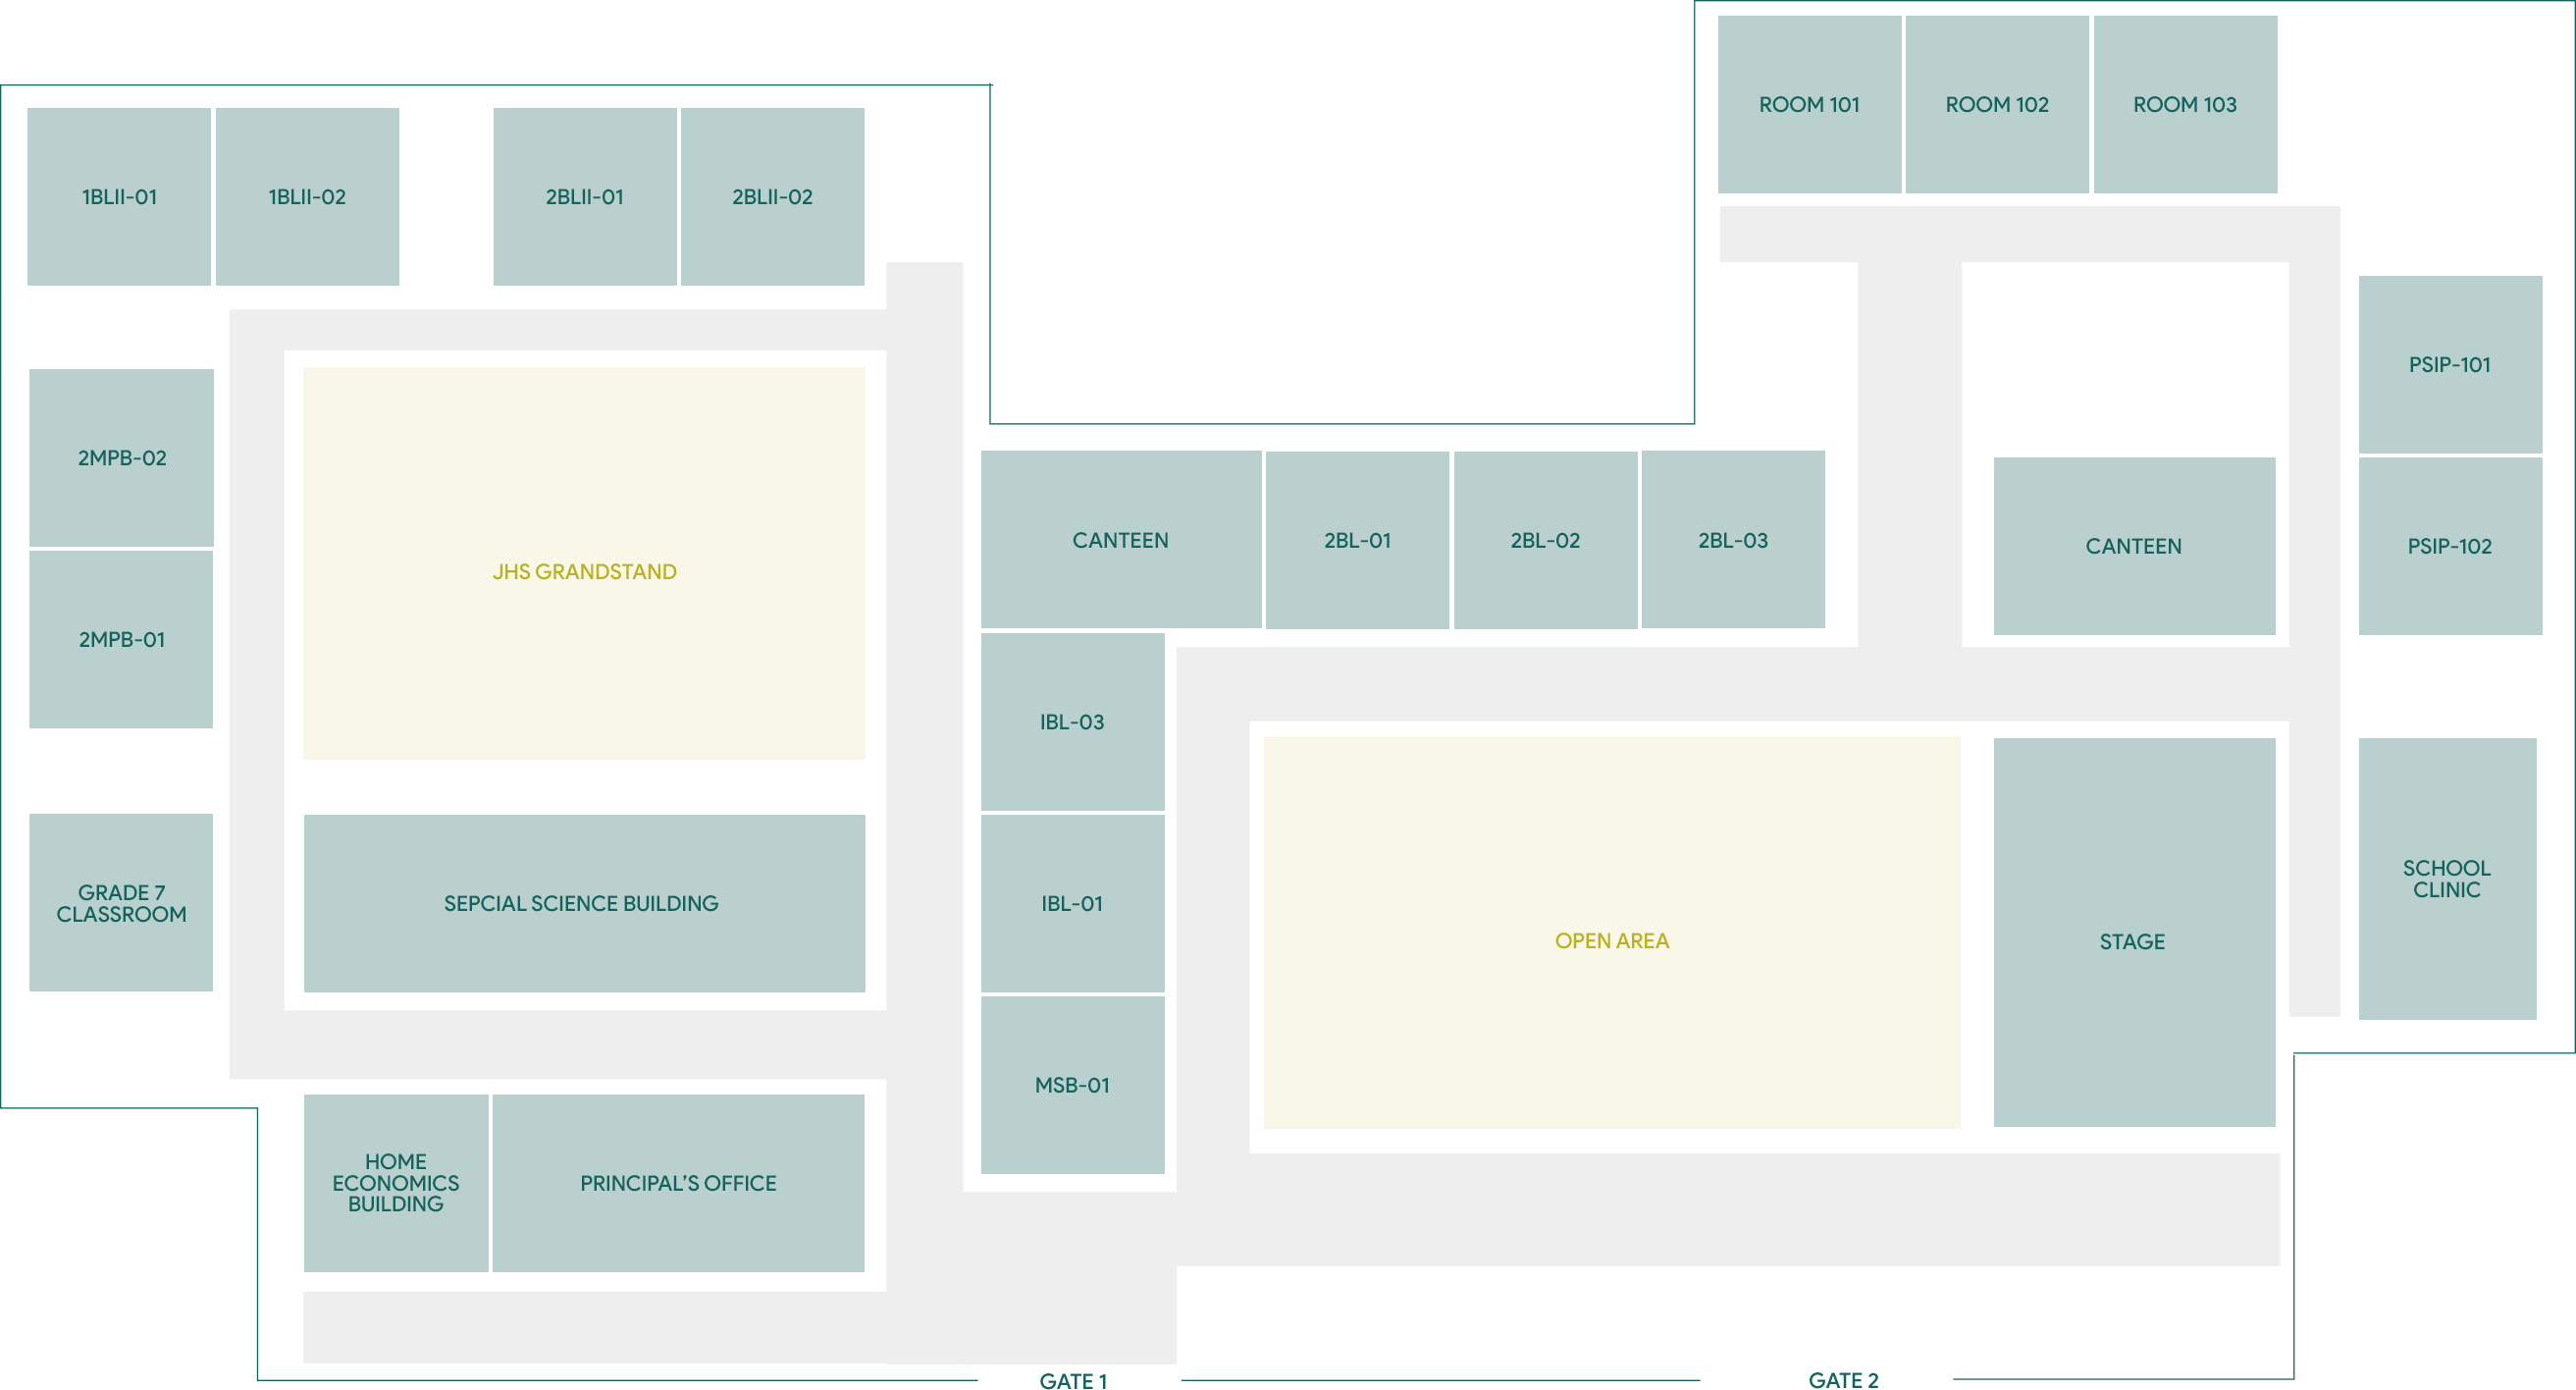 ROOM 101
ROOM 102
ROOM 103
1BLII-01
1BLII-02
2BLII-01
2BLII-02
PSIP-101
2MPB-02
CANTEEN
2BL-01
2BL-02
2BL-03
CANTEEN
PSIP-102
JHS GRANDSTAND
2MPB-01
IBL-03
GRADE 7
CLASSROOM
SEPCIAL SCIENCE BUILDING
IBL-01
OPEN AREA
STAGE
SCHOOL
CLINIC
MSB-01
HOME
ECONOMICS
BUILDING
PRINCIPAL’S OFFICE
GATE 1
GATE 2